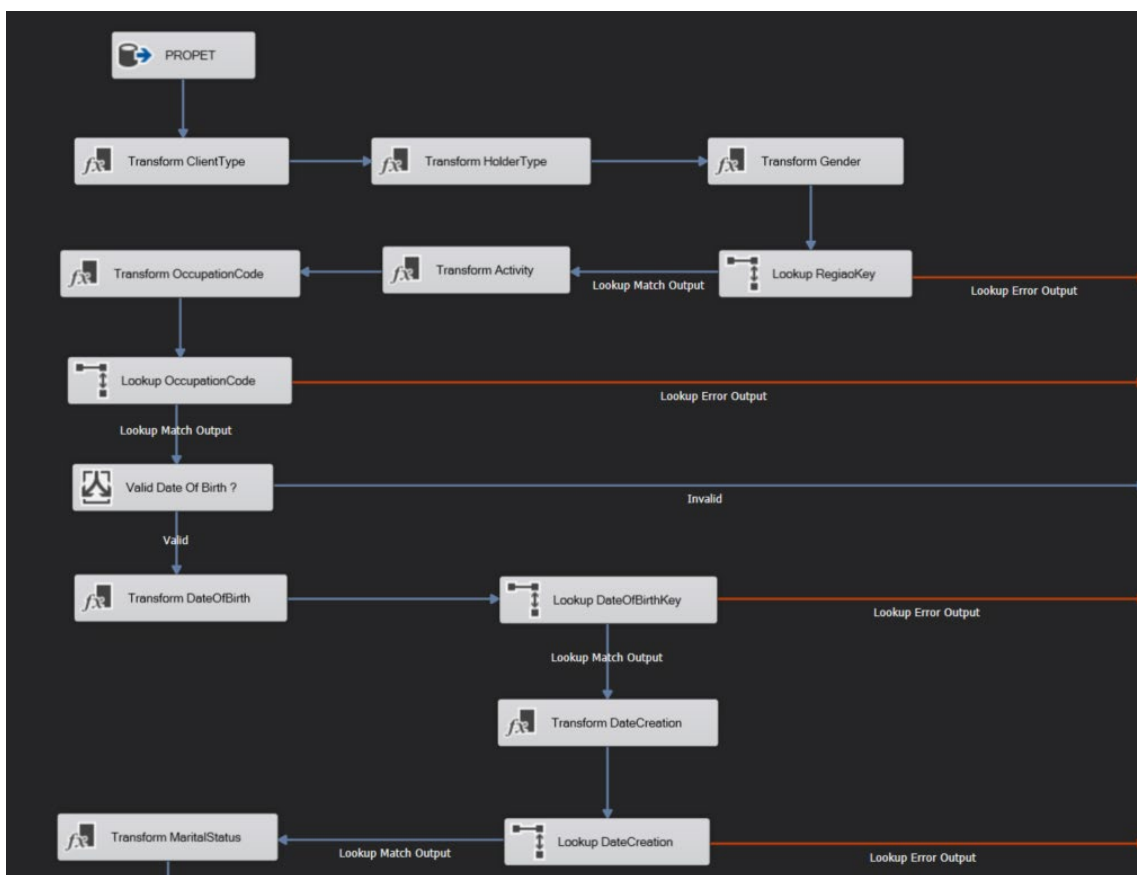 PROPET
Transform ClientType
Transform HolderType
Transform Gender
Transform OccupationCode
Transform Activity
Lookup Match Output
Lookup RegiaoKey
Lookup Error Output
Lookup OccupationCode
Lookup Error Output
Lookup Match Output
Valid Date Of Birth ?
Invalid
Valid
Transform DateOfBirth
Lookup DateOfBirthKey
Lookup Error Output
Lookup Match Output
Transform DateCreation
Transform MaritalStatus
Lookup Match Output
Lookup DateCreation
Lookup Error Output